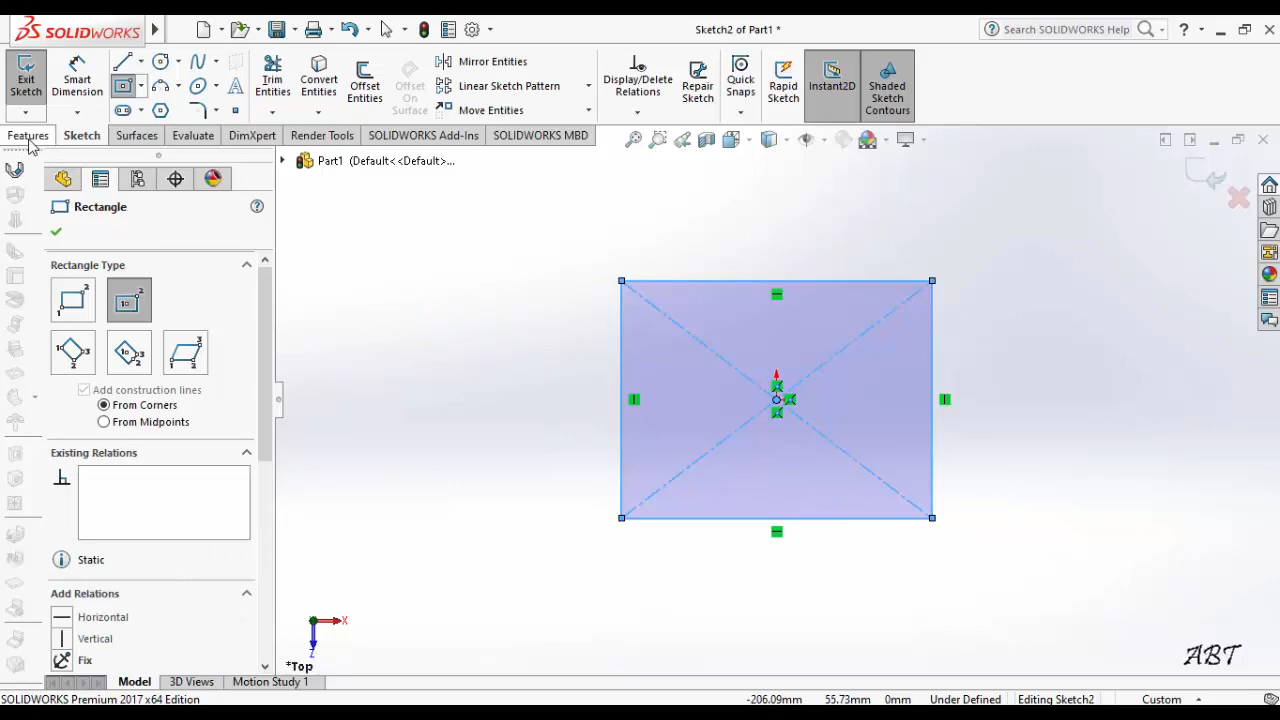 SOLIDWORKS
Sketch2 of Part1 *
Search SOLIDWORKS Help
?
Exit Sketch
Smart Dimension
Trim Entities
Convert Entities
Offset Entities
Offset On Surface
Mirror Entities
Linear Sketch Pattern
Move Entities
Display/Delete Relations
Repair Sketch
Quick Snaps
Rapid Sketch
Instant2D
Shaded Sketch Contours
Features
Sketch
Surfaces
Evaluate
DimXpert
Render Tools
SOLIDWORKS Add-Ins
SOLIDWORKS MBD
Part1 (Default<<Default>...
Rectangle
Rectangle Type
Add construction lines
From Corners
From Midpoints
Existing Relations
Static
Add Relations
Horizontal
Vertical
Fix
X
Z
*Top
ABT
Model
3D Views
Motion Study 1
SOLIDWORKS Premium 2017 x64 Edition
-206.09mm
55.73mm
0mm
Under Defined
Editing Sketch2
Custom